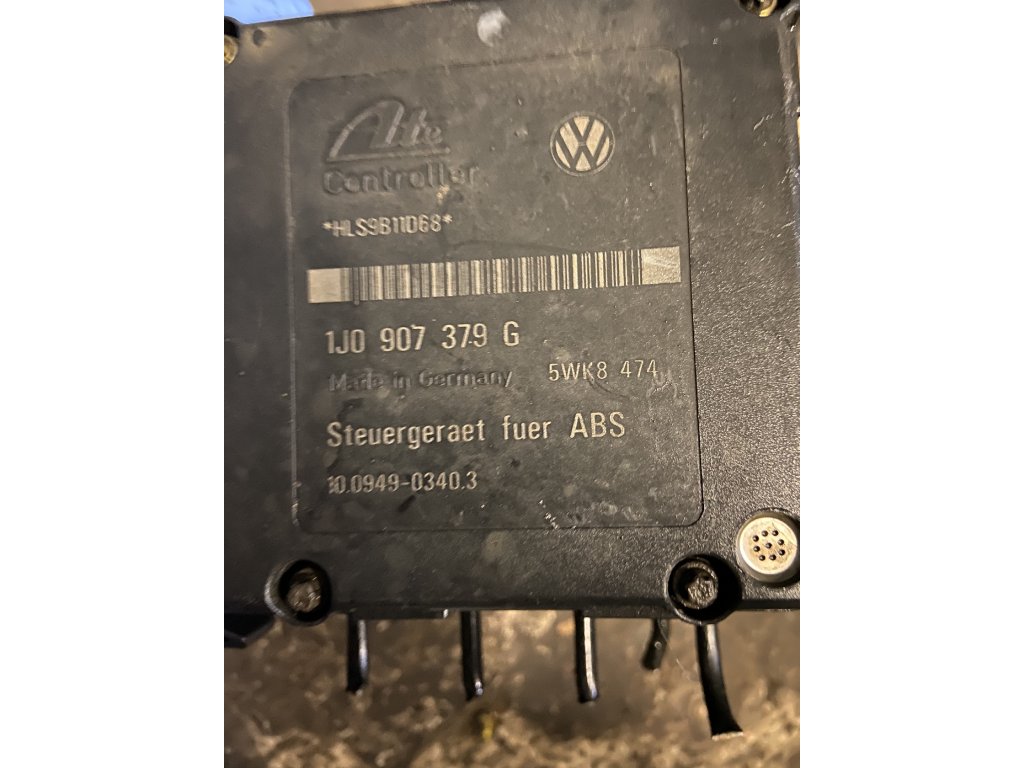 Ate
Controller
*HLS9B11D68*
1J0 907 379 G
Made in Germany 5WK8 474
Steuergeraet fuer ABS
10.0949-0340.3